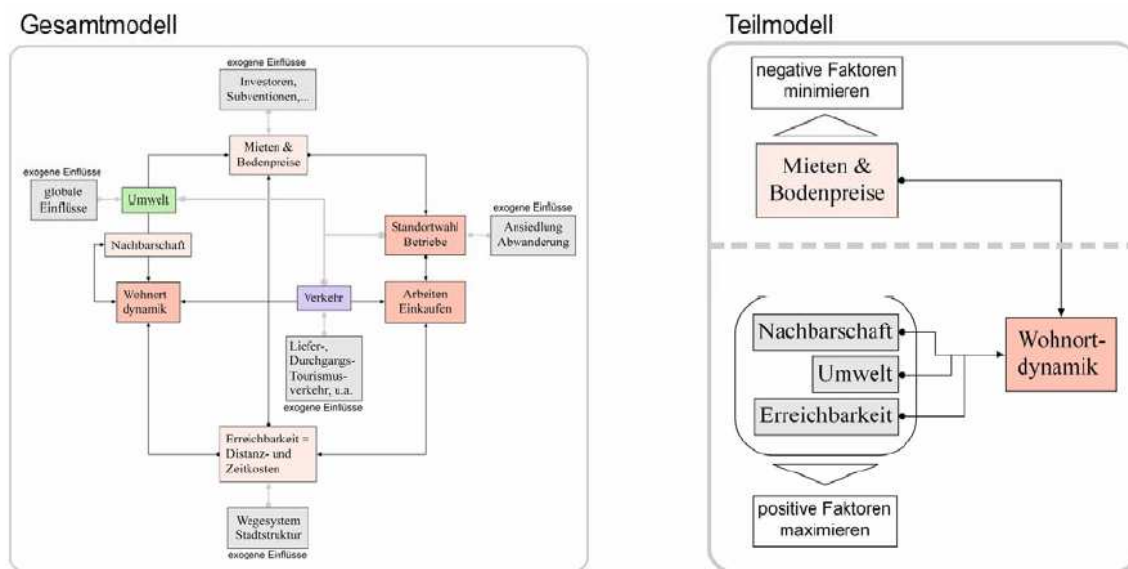 Gesamtmodell
exogene Einflüsse
Investoren,
Subventionen,...
Mieten &
Bodenpreise
exogene Einflüsse
globale
Einflüsse
Umwelt
exogene Einflüsse
Standortwahl
Betriebe
Ansiedlung
Abwanderung
Nachbarschaft
Wohnort
dynamik
Verkehr
Arbeiten
Einkaufen
Liefer-,
Durchgangs-
Tourismus-
verkehr, u.a.
exogene Einflüsse
Erreichbarkeit =
Distanz- und
Zeitkosten
Wegesystem
Stadtstruktur
exogene Einflüsse
Teilmodell
negative Faktoren
minimieren
Mieten &
Bodenpreise
Nachbarschaft
Umwelt
Erreichbarkeit
Wohnort-
dynamik
positive Faktoren
maximieren